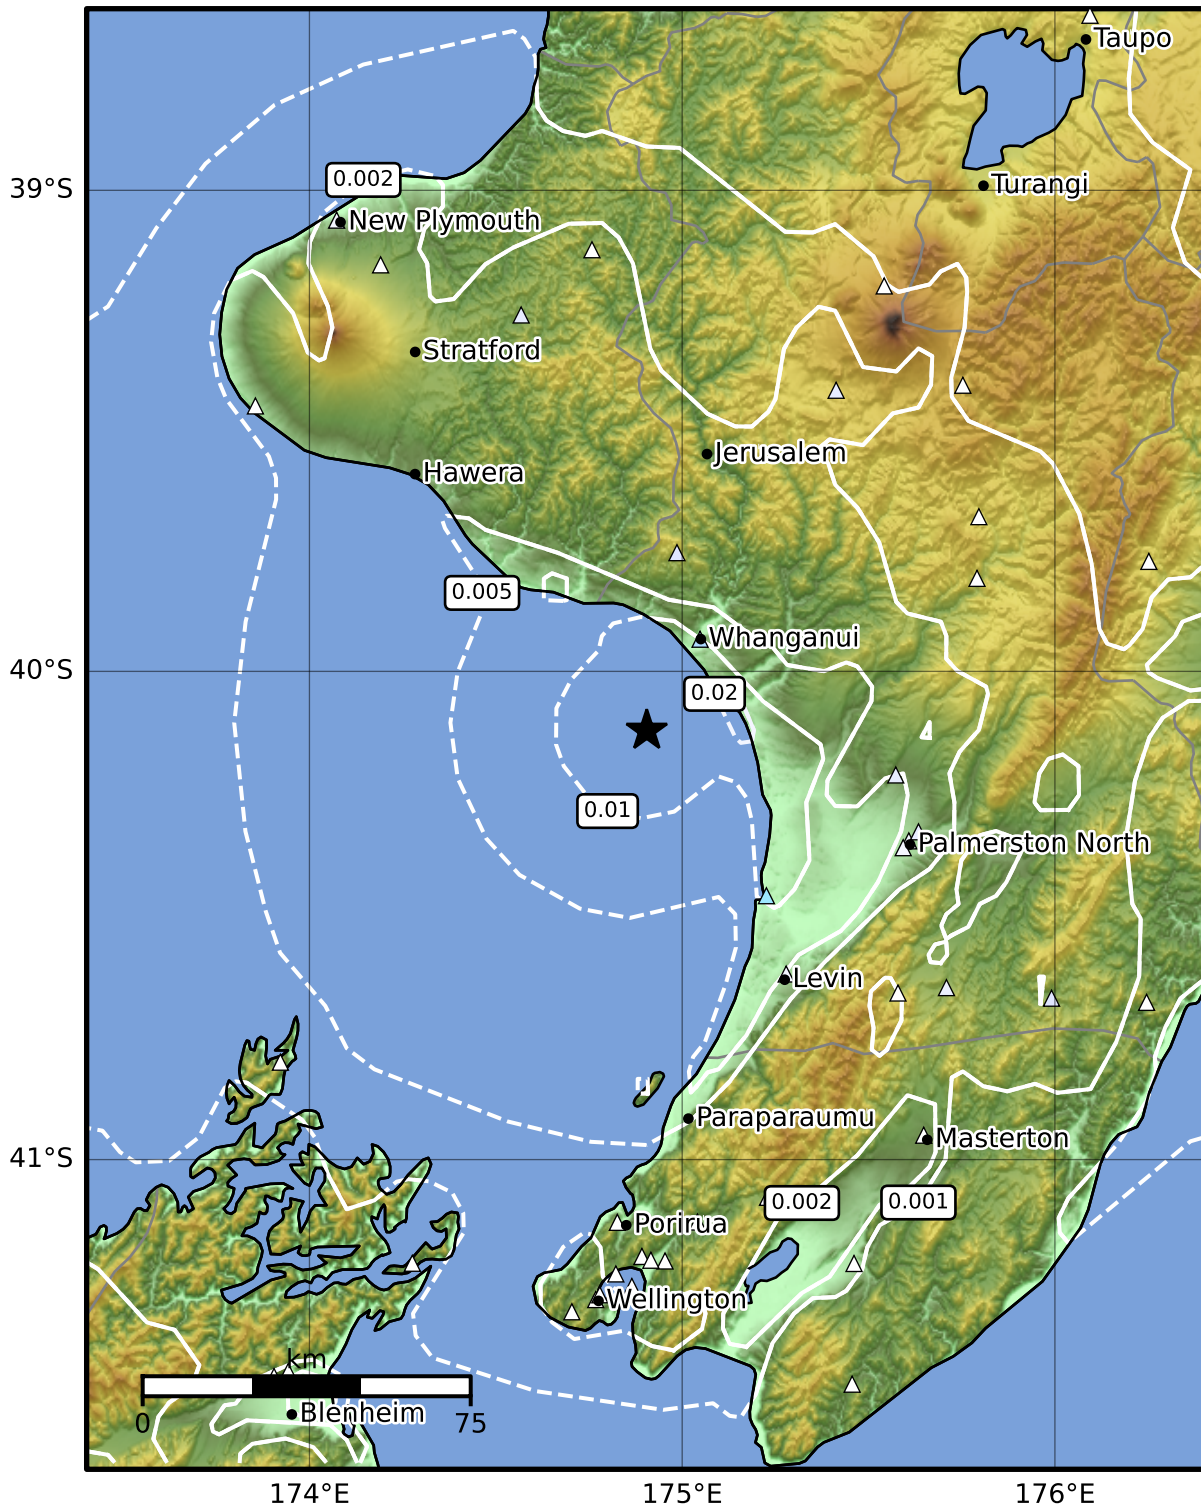 Taupo
39°S
0.002
Turangi
New Plymouth
Stratford
Jerusalem
Hawera
0.005
Whanganui
40°S
0.02
0.01
Palmerston North
Levin
Paraparaumu
Masterton
41°S
0.002
0.001
Porirua
Wellington
km
0
75
Blenheim
174°E
175°E
176°E